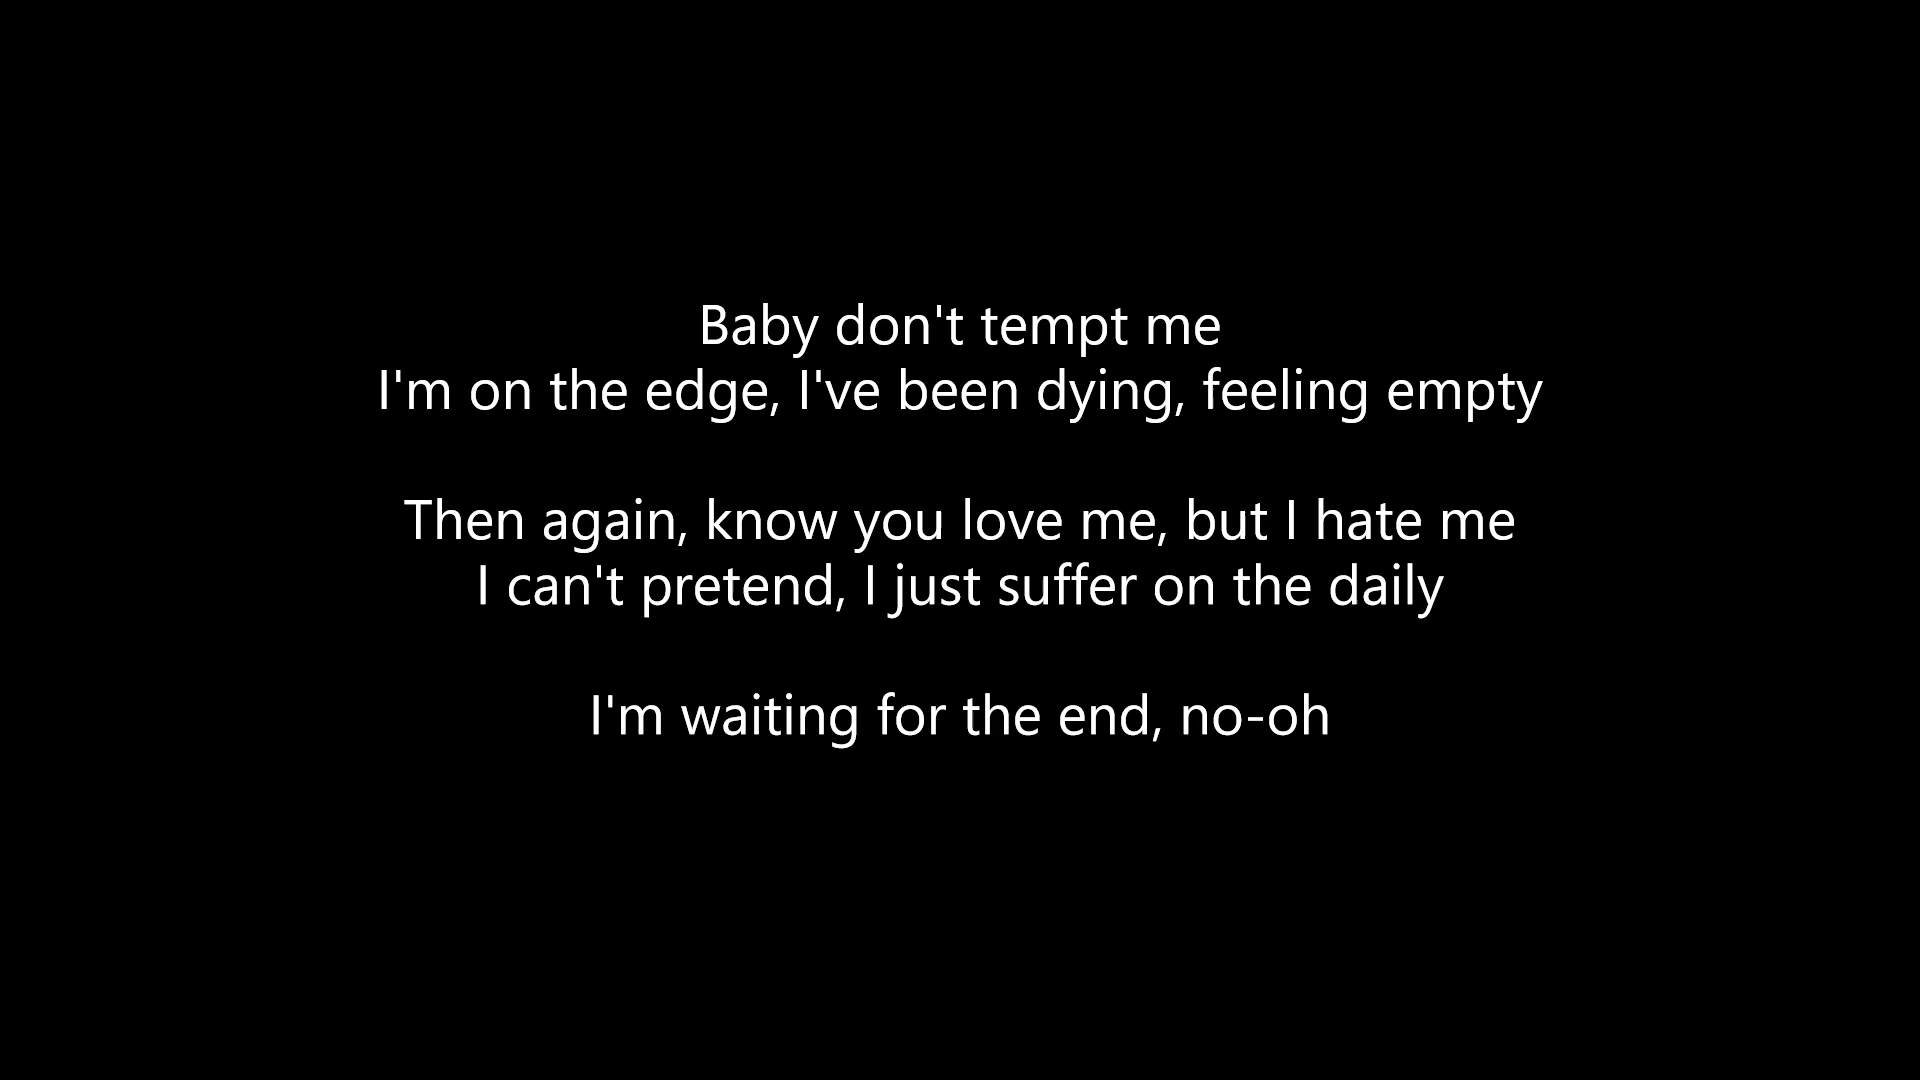 Baby don't tempt me
I'm on the edge, I've been dying, feeling empty
Then again, know you love me, but I hate me
I can't pretend, I just suffer on the daily
I'm waiting for the end, no-oh